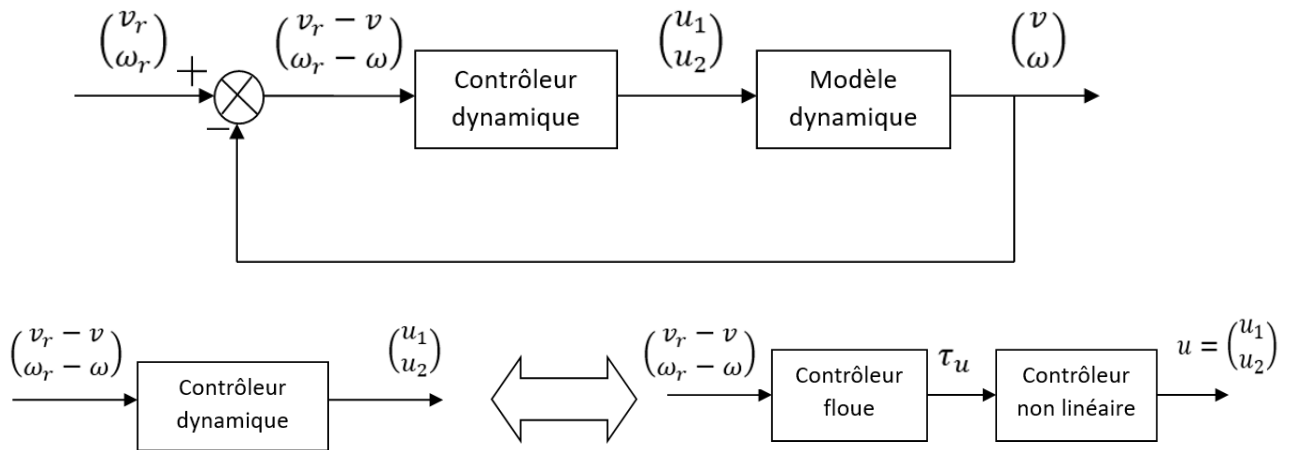 (v_r ω_r)
(v_r − v ω_r − ω)
(u_1 u_2)
(v ω)
+
−
Contrôleur
dynamique
Modèle
dynamique
(v_r − v ω_r − ω)
(u_1 u_2)
Contrôleur
dynamique
(v_r − v ω_r − ω)
Contrôleur
floue
τ_u
Contrôleur
non linéaire
u = (u_1 u_2)